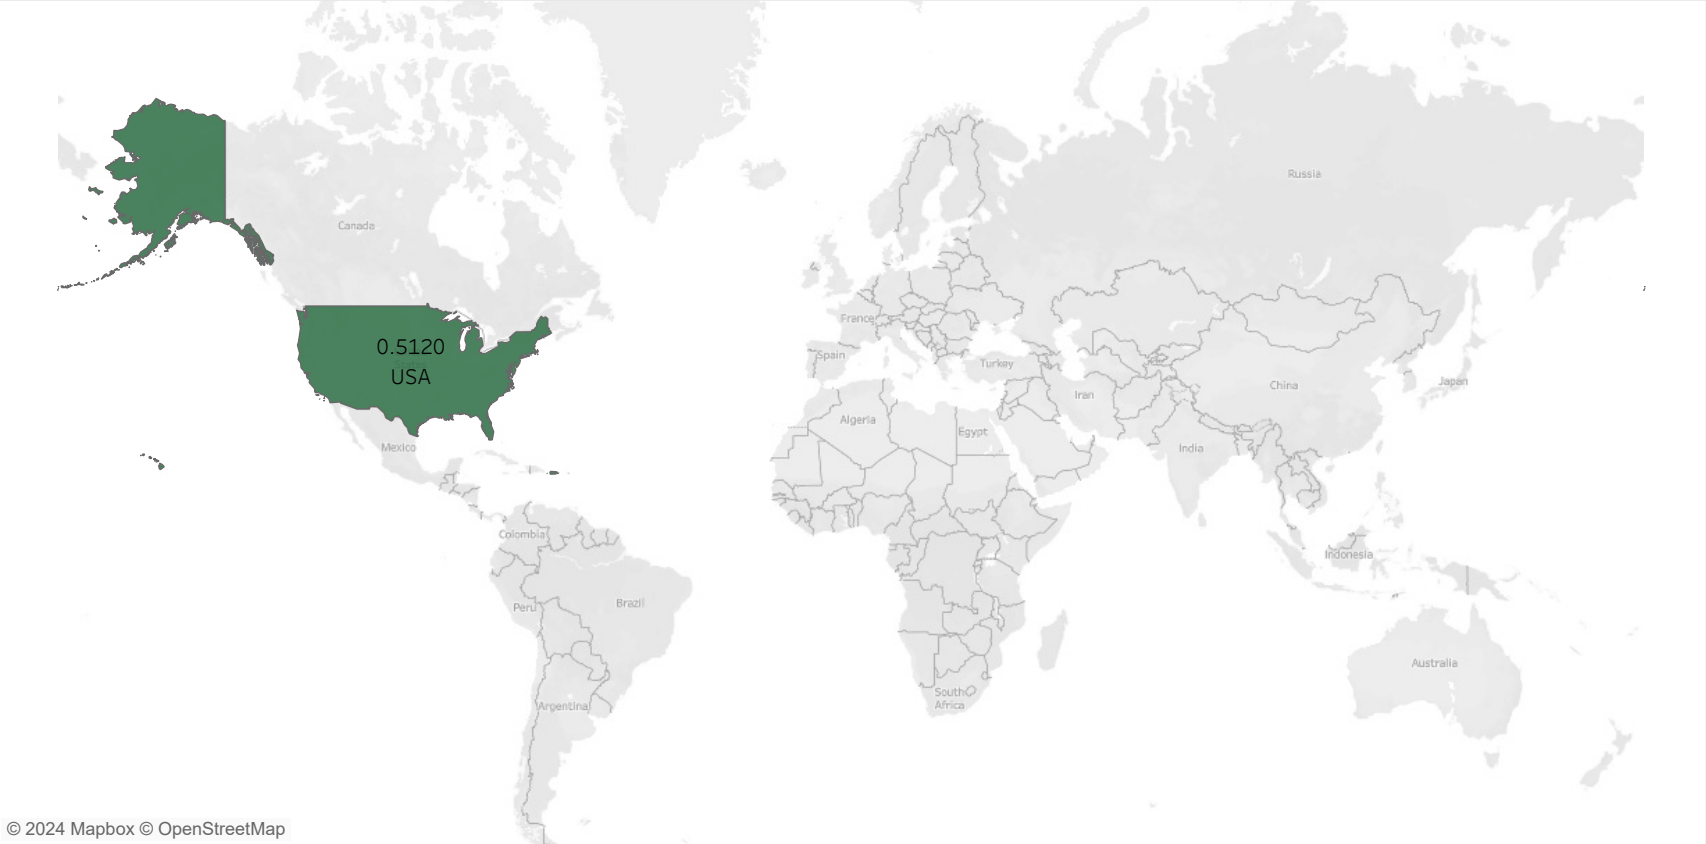 Russia
Canada
France
0.5120
USA
Spain
Turkey
China
Japan
Iran
Algeria
Egypt
Mexico
India
Colombia
Indonesia
Peru
Brazil
Australia
South
Africa
Argentina
© 2024 Mapbox © OpenStreetMap